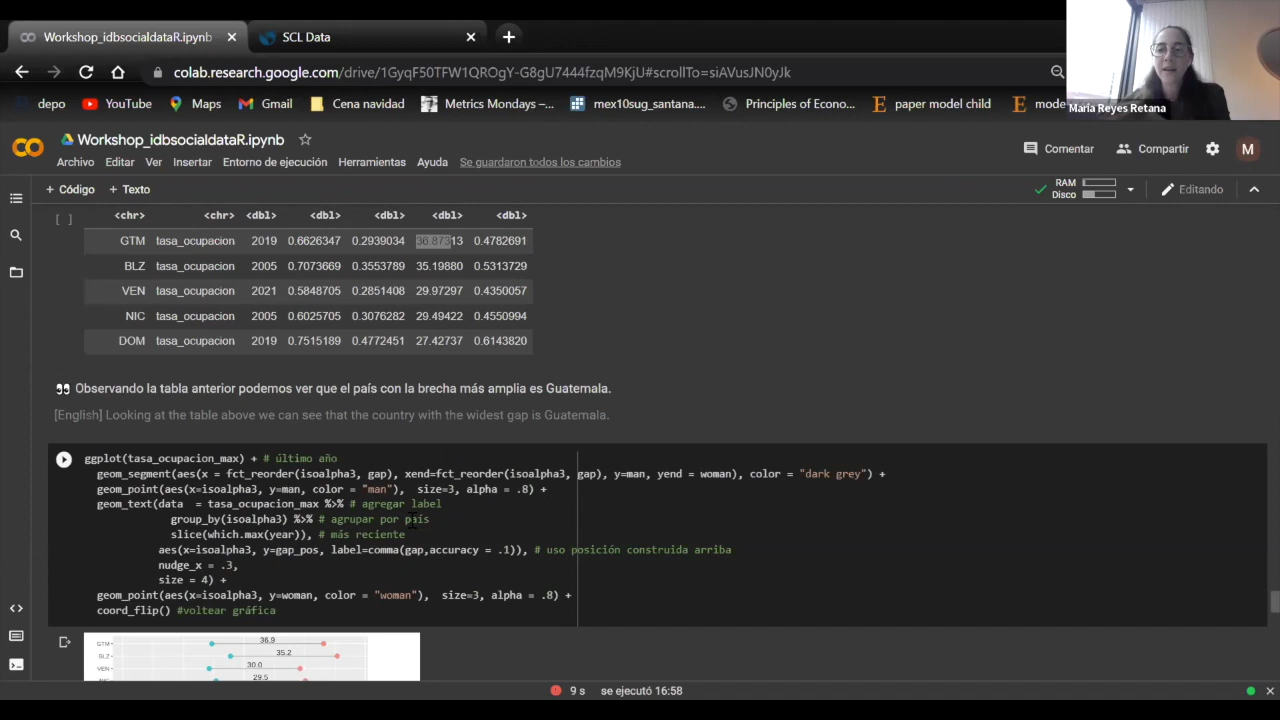 Workshop_idbsocialdataR.ipynb
SCL Data
colab.research.google.com/drive/1GyqF50TFW1QROgY-G8gU7444fzqM9KjU#scrollTo=siAVusJN0yJk
depo
YouTube
Maps
Gmail
Cena navidad
Metrics Mondays –...
mex10sug_santana....
Principles of Econo...
paper model child
mode
Maria Reyes Retana
Workshop_idbsocialdataR.ipynb
Archivo Editar Ver Insertar Entorno de ejecución Herramientas Ayuda Se guardaron todos los cambios
Comentar
Compartir
M
+ Código + Texto
RAM
Disco
Editando
[ ]
<chr> <chr> <dbl> <dbl> <dbl> <dbl> <dbl>
GTM tasa_ocupacion 2019 0.6626347 0.2939034 36.87313 0.4782691
BLZ tasa_ocupacion 2005 0.7073669 0.3553789 35.19880 0.5313729
VEN tasa_ocupacion 2021 0.5848705 0.2851408 29.97297 0.4350057
NIC tasa_ocupacion 2005 0.6025705 0.3076282 29.49422 0.4550994
DOM tasa_ocupacion 2019 0.7515189 0.4772451 27.42737 0.6143820
👀 Observando la tabla anterior podemos ver que el país con la brecha más amplia es Guatemala.
[English] Looking at the table above we can see that the country with the widest gap is Guatemala.
ggplot(tasa_ocupacion_max) + # último año
geom_segment(aes(x = fct_reorder(isoalpha3, gap), xend=fct_reorder(isoalpha3, gap), y=man, yend = woman), color = "dark grey") +
geom_point(aes(x=isoalpha3, y=man, color = "man"), size=3, alpha = .8) +
geom_text(data = tasa_ocupacion_max %>% # agregar label
group_by(isoalpha3) %>% # agrupar por país
slice(which.max(year)), # más reciente
aes(x=isoalpha3, y=gap_pos, label=comma(gap,accuracy = .1)), # uso posición construida arriba
nudge_x = .3,
size = 4) +
geom_point(aes(x=isoalpha3, y=woman, color = "woman"), size=3, alpha = .8) +
coord_flip() #voltear gráfica
GTM 36.9
BLZ 35.2
VEN 30.0
NIC 29.5
9 s se ejecutó 16:58